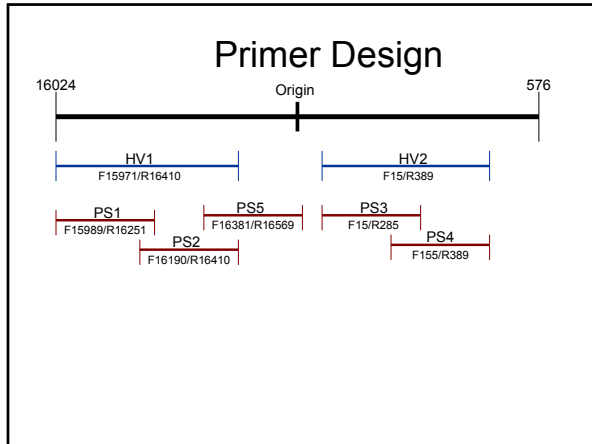 Primer Design
16024
Origin
576
HV1
F15971/R16410
HV2
F15/R389
PS1
F15989/R16251
PS5
F16381/R16569
PS3
F15/R285
PS2
F16190/R16410
PS4
F155/R389